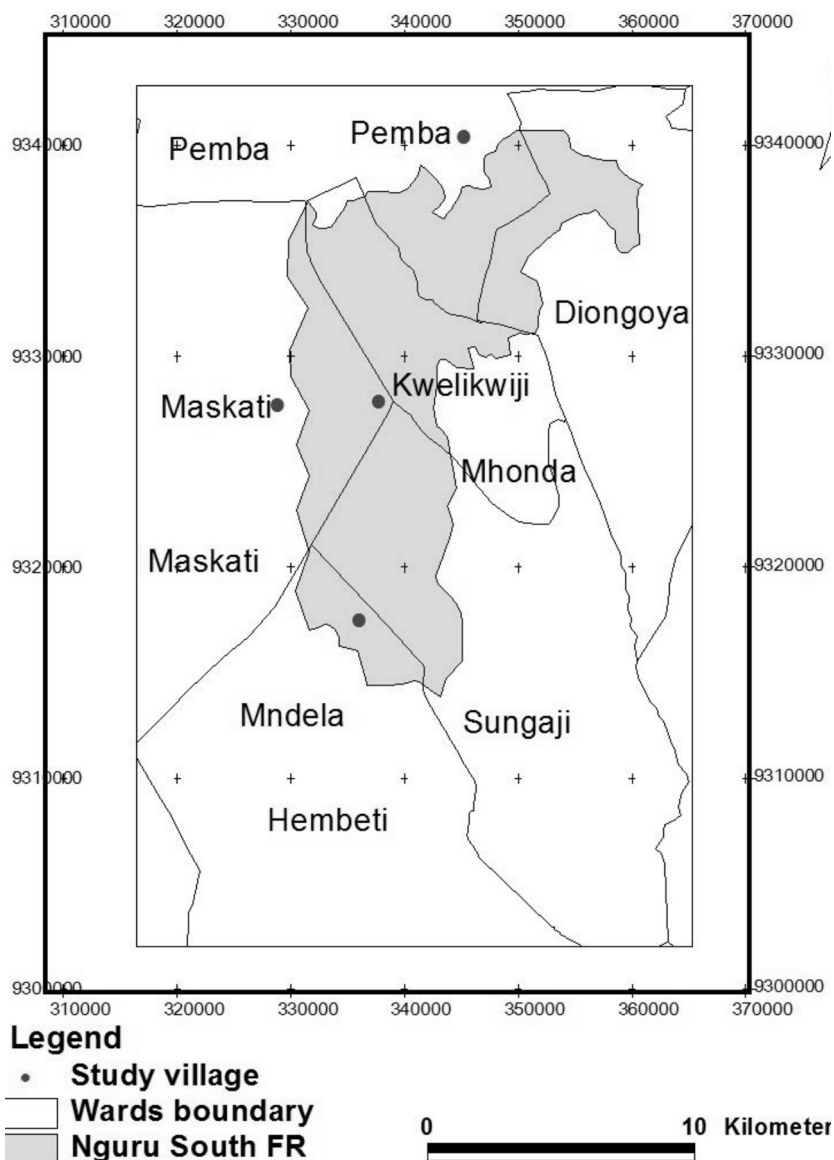 310000 320000 330000 340000 350000 360000 370000
Pemba
9340000 Pemba 9340000
Diongoya
9330000 9330000
Kwelikwiji
Maskati
Mhonda
Maskati
9320000 9320000
Mndela Sungaji
9310000 9310000
Hembeti
9300000 9300000
310000 320000 330000 340000 350000 360000 370000
Legend
Study village
Wards boundary
Nguru South FR
0 10 Kilometer